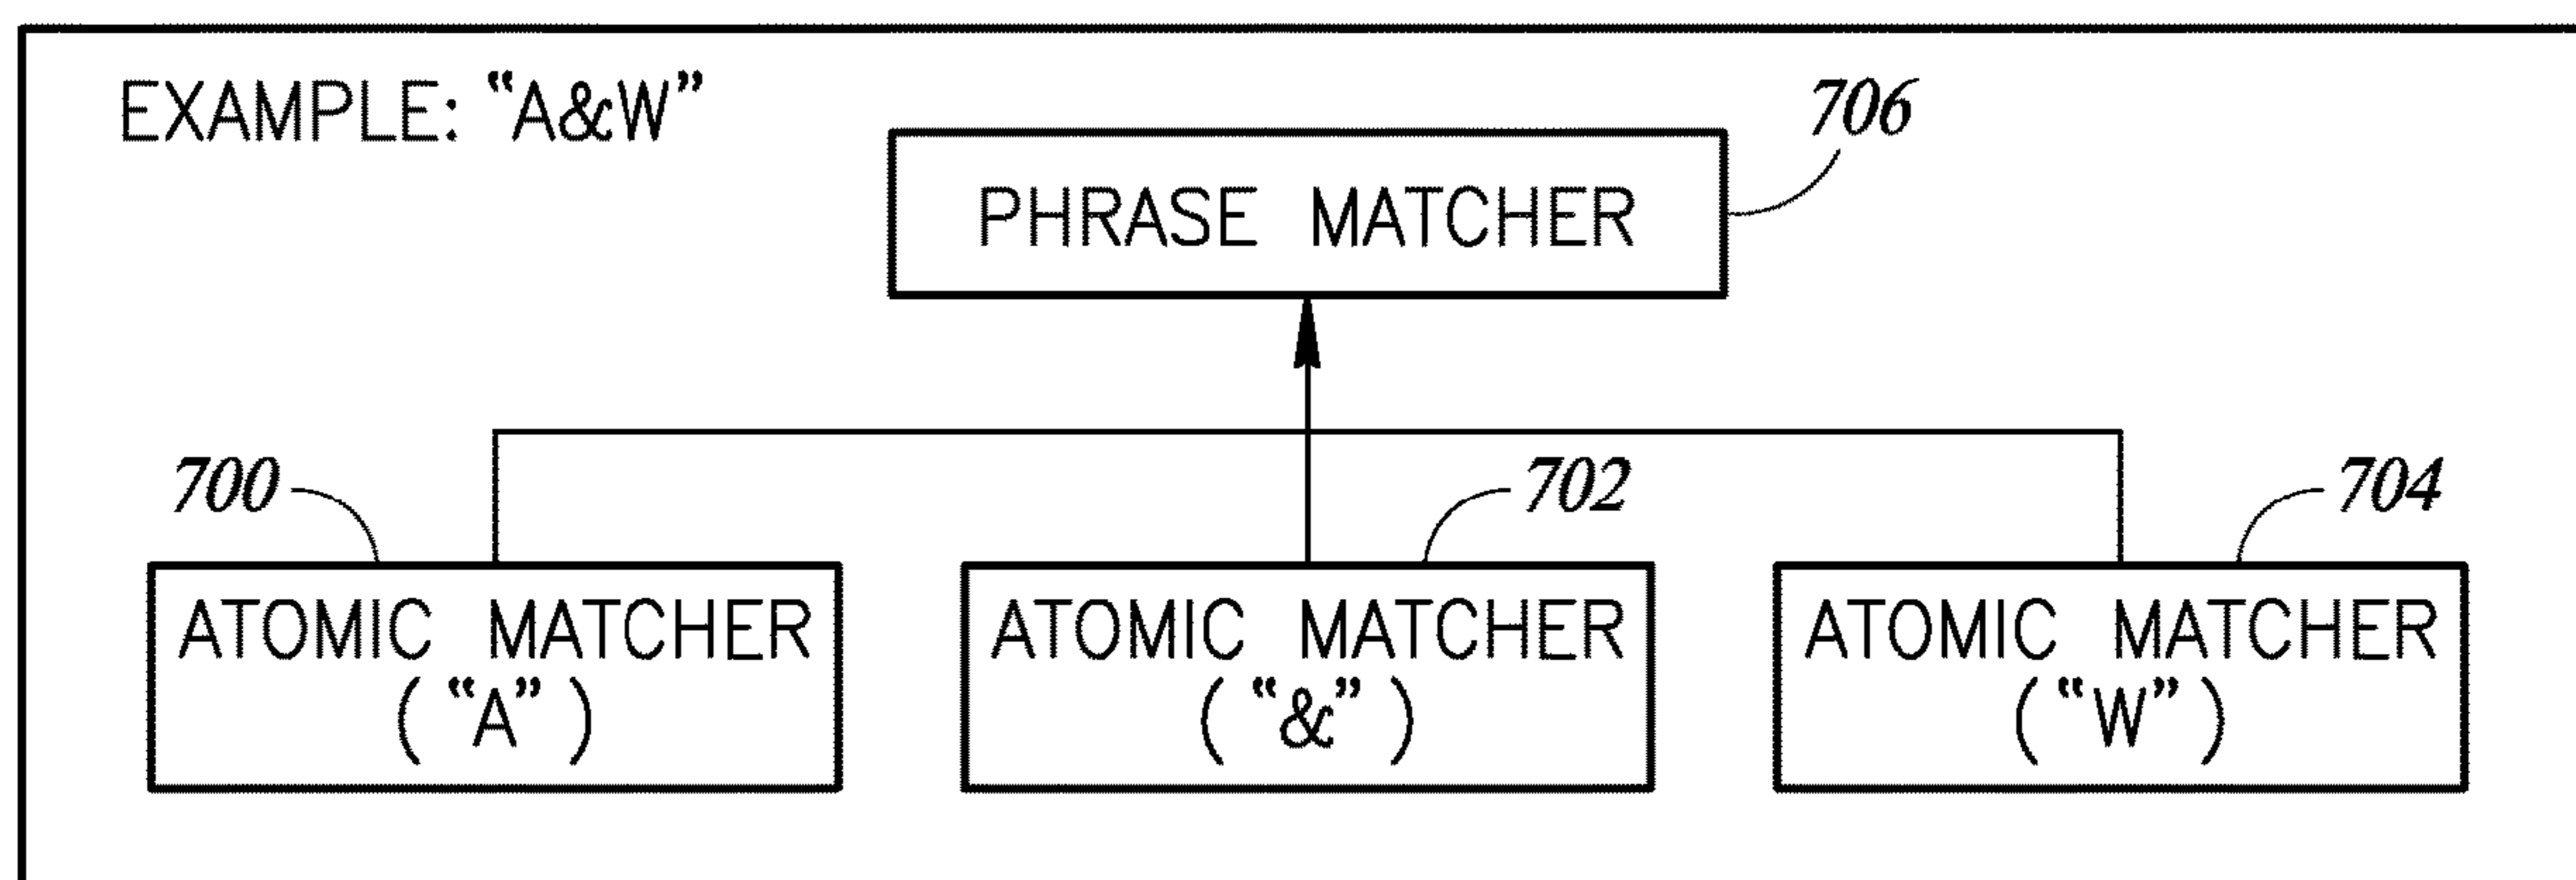 EXAMPLE: “A&W”
706
PHRASE MATCHER
700
702
704
ATOMIC MATCHER
(“A”)
ATOMIC MATCHER
(“&”)
ATOMIC MATCHER
(“W”)